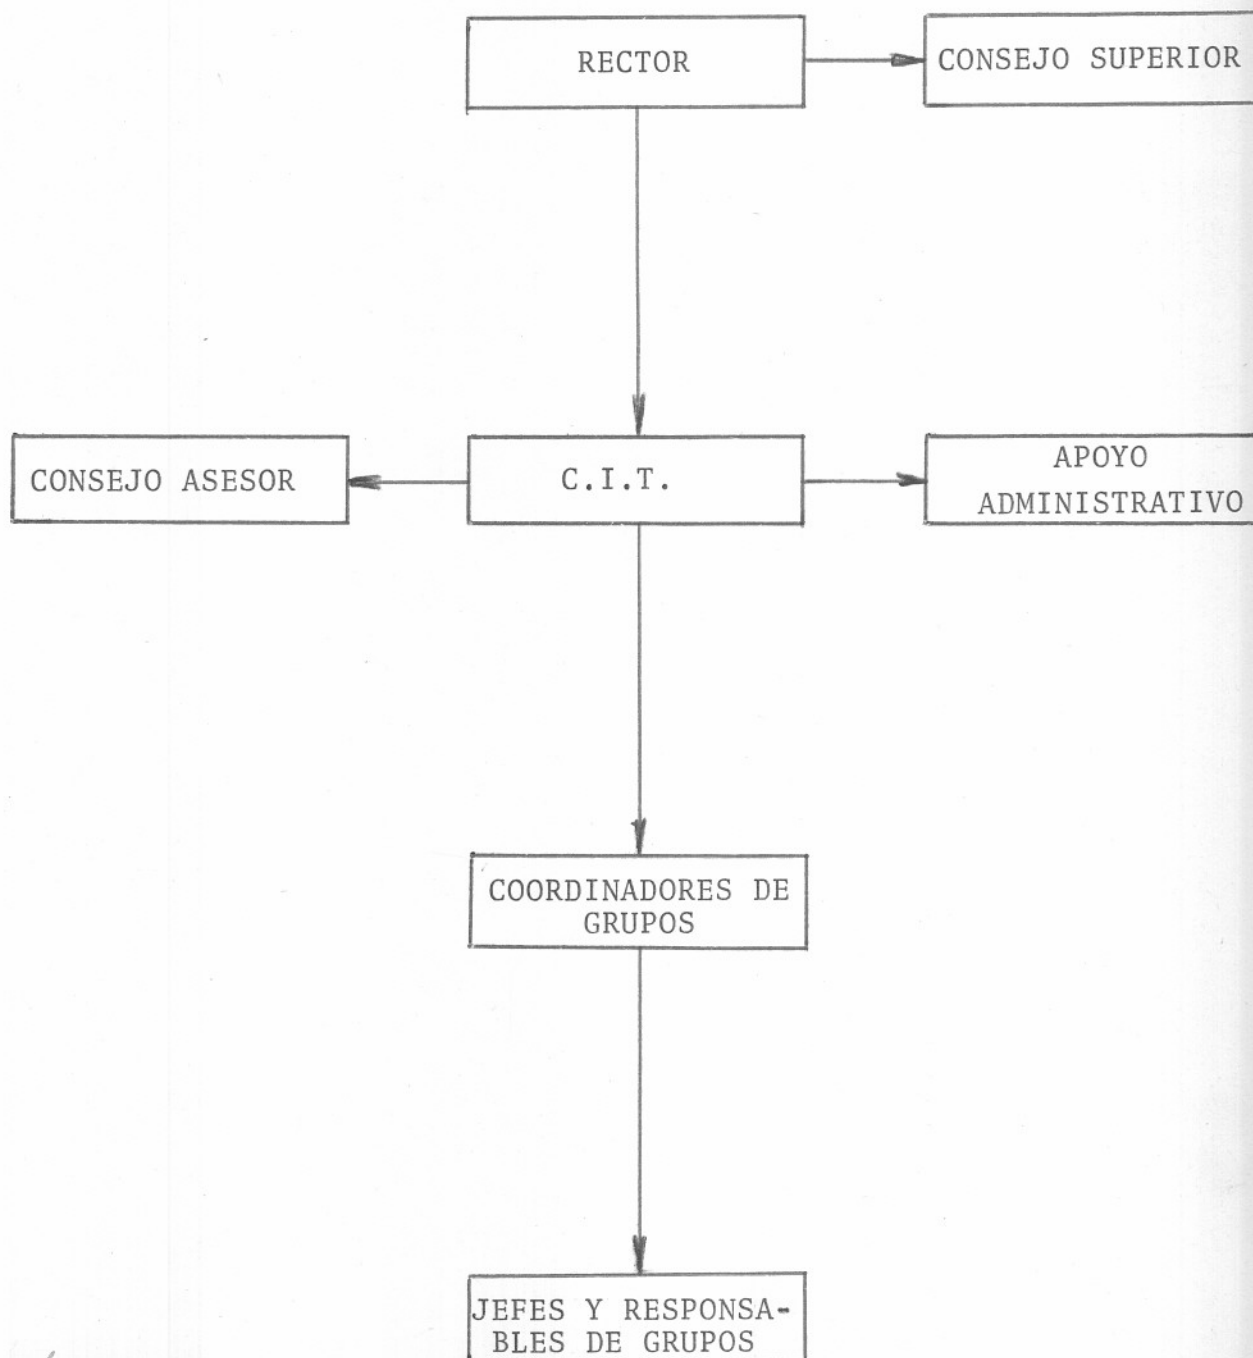 RECTOR
CONSEJO SUPERIOR
CONSEJO ASESOR
C.I.T.
APOYO
ADMINISTRATIVO
COORDINADORES DE
GRUPOS
JEFES Y RESPONSA-
BLES DE GRUPOS